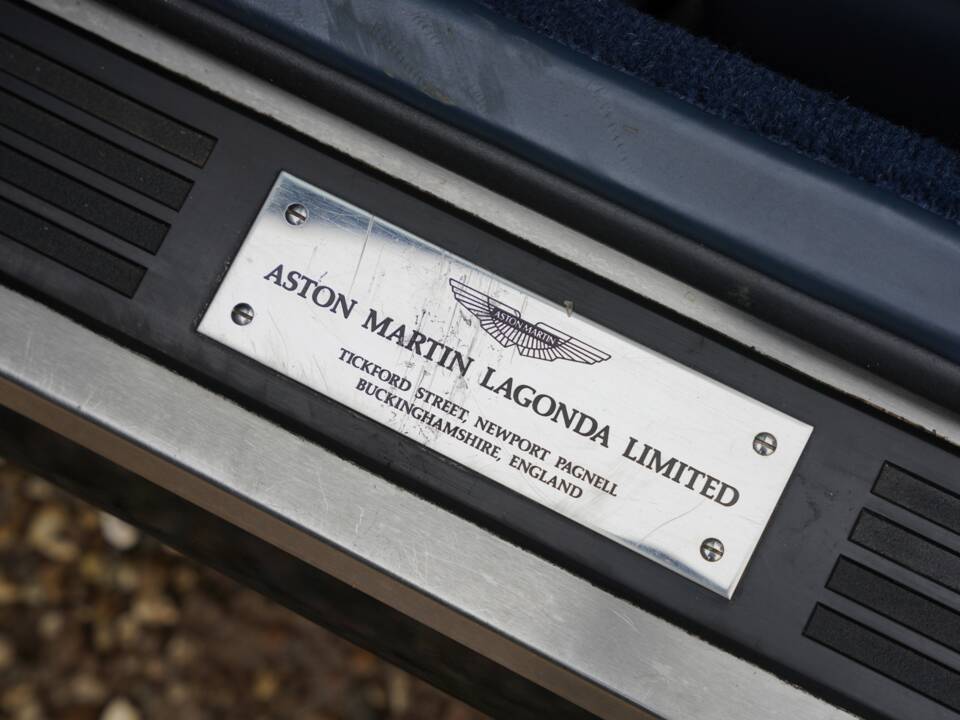 ASTON MARTIN
ASTON MARTIN LAGONDA LIMITED
TICKFORD STREET, NEWPORT PAGNELL
BUCKINGHAMSHIRE, ENGLAND